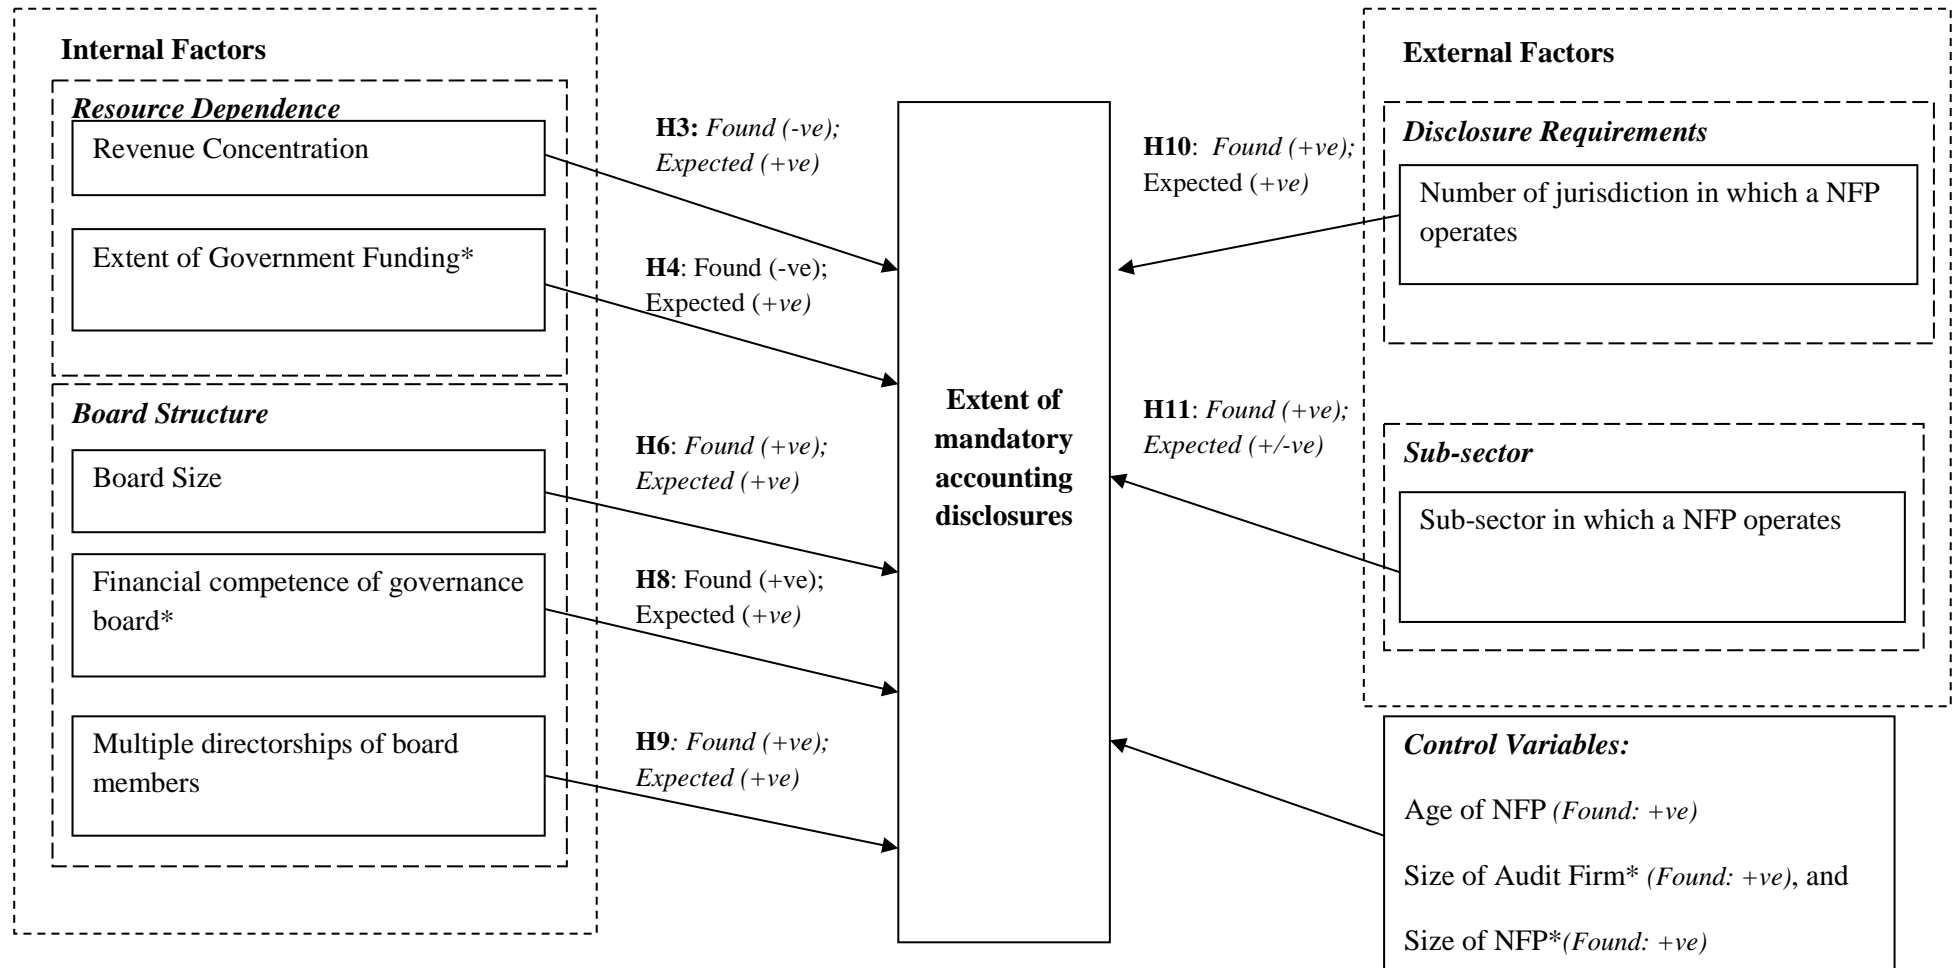 Internal Factors
Resource Dependence
Revenue Concentration
Extent of Government Funding*
Board Structure
Board Size
Financial competence of governance
board*
Multiple directorships of board
members
H3: Found (-ve);
Expected (+ve)
H4: Found (-ve);
Expected (+ve)
H6: Found (+ve);
Expected (+ve)
H8: Found (+ve);
Expected (+ve)
H9: Found (+ve);
Expected (+ve)
Extent of
mandatory
accounting
disclosures
H10:  Found (+ve);
Expected (+ve)
H11: Found (+ve);
Expected (+/-ve)
External Factors
Disclosure Requirements
Number of jurisdiction in which a NFP
operates
Sub-sector
Sub-sector in which a NFP operates
Control Variables:
Age of NFP (Found: +ve)
Size of Audit Firm* (Found: +ve), and
Size of NFP*(Found: +ve)